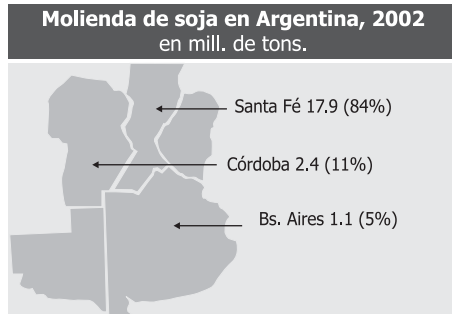 Molienda de soja en Argentina, 2002
en mill. de tons.
Santa Fé 17.9 (84%)
Córdoba 2.4 (11%)
Bs. Aires 1.1 (5%)